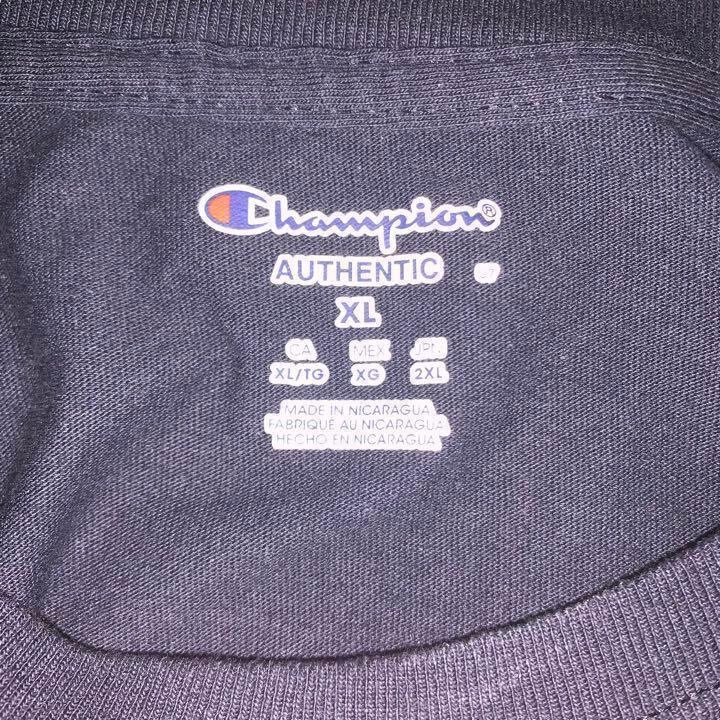 Champion®
AUTHENTIC
XL
CA MEX JPN
XL/TG XG 2XL
MADE IN NICARAGUA
FABRIQUÉ AU NICARAGUA
HECHO EN NICARAGUA